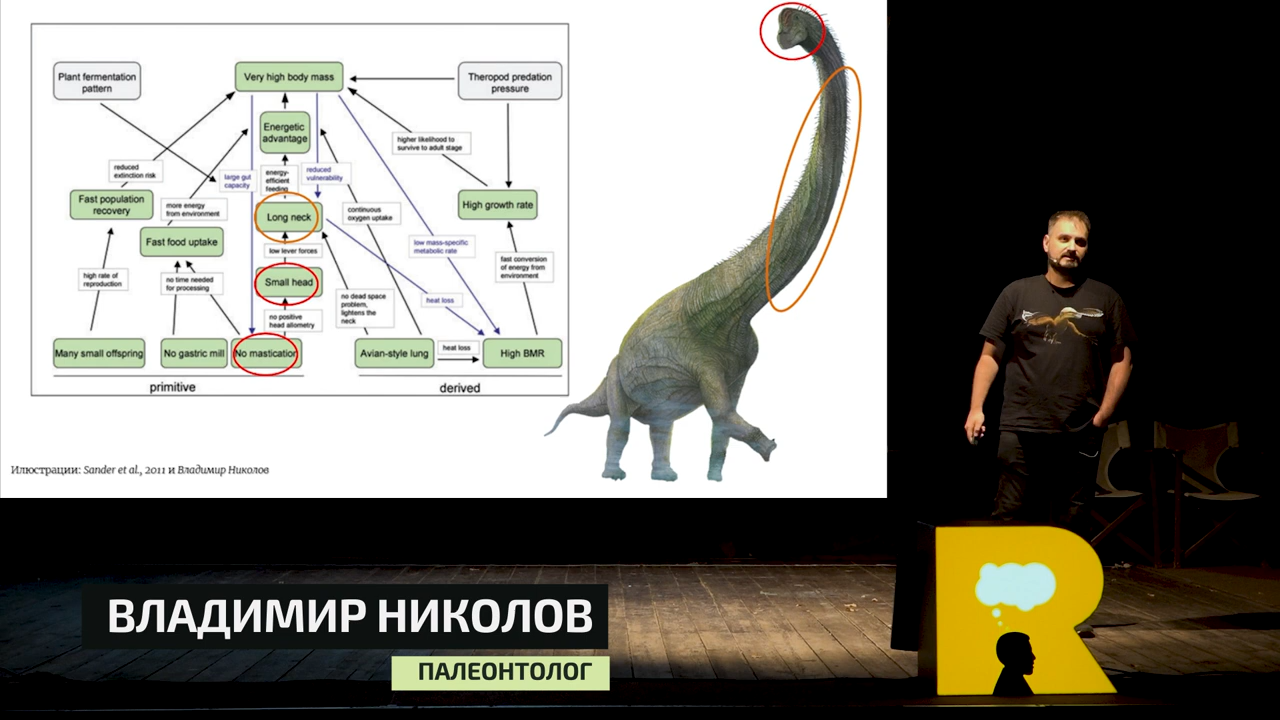 Plant fermentation
pattern
Very high body mass
Theropod predation
pressure
Energetic
advantage
higher likelihood to
survive to adult stage
reduced
extinction risk
large gut
capacity
energy-
efficient
feeding
reduced
vulnerability
Fast population
recovery
more energy
from environment
Long neck
continuous
oxygen uptake
High growth rate
Fast food uptake
low lever forces
low mass-specific
metabolic rate
high rate of
reproduction
no time needed
for processing
Small head
fast conversion
of energy from
environment
no dead space
problem,
lightens the
neck
heat loss
no positive
head allometry
Many small offspring
No gastric mill
No mastication
Avian-style lung
heat loss
High BMR
primitive
derived
Илюстрации: Sander et al., 2011 и Владимир Николов
ВЛАДИМИР НИКОЛОВ
ПАЛЕОНТОЛОГ
R